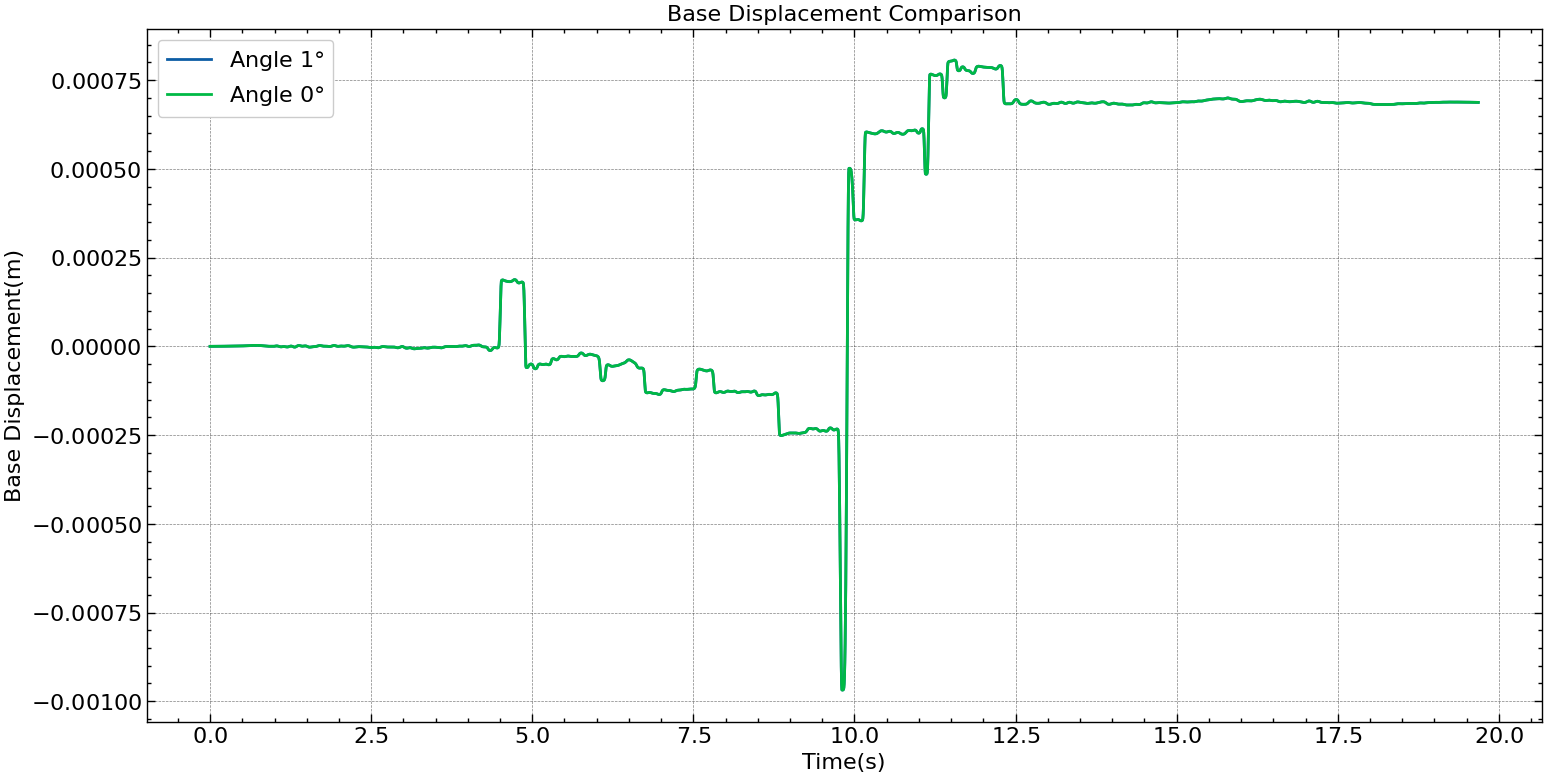 Base Displacement Comparison
Angle 1°
Angle 0°
0.00075
0.00050
0.00025
0.00000
−0.00025
−0.00050
−0.00075
−0.00100
Base Displacement(m)
0.0 2.5 5.0 7.5 10.0 12.5 15.0 17.5 20.0
Time(s)